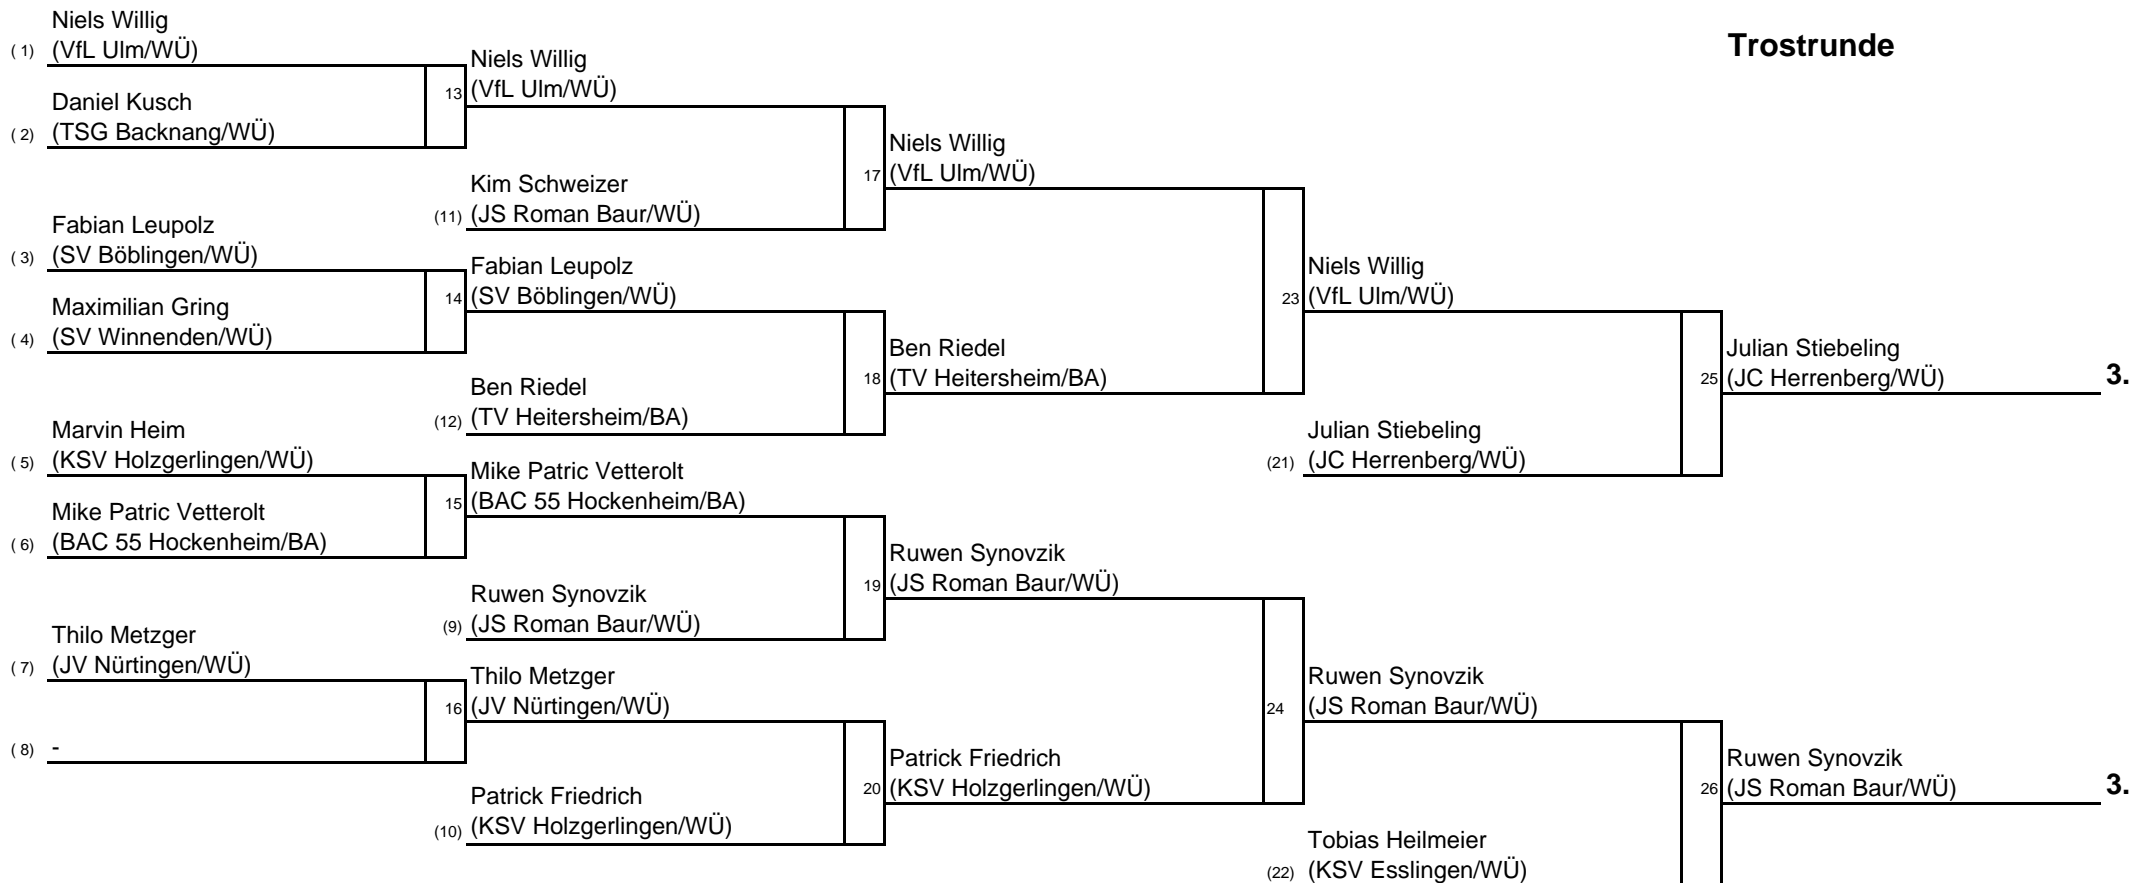 Trostrunde
Niels Willig
( 1) (VfL Ulm/WÜ)
Daniel Kusch
( 2) (TSG Backnang/WÜ)
Fabian Leupolz
( 3) (SV Böblingen/WÜ)
Maximilian Gring
( 4) (SV Winnenden/WÜ)
Marvin Heim
( 5) (KSV Holzgerlingen/WÜ)
Mike Patric Vetterolt
( 6) (BAC 55 Hockenheim/BA)
Thilo Metzger
( 7) (JV Nürtingen/WÜ)
( 8) -
Niels Willig
13 (VfL Ulm/WÜ)
Kim Schweizer
(11) (JS Roman Baur/WÜ)
Fabian Leupolz
14 (SV Böblingen/WÜ)
Ben Riedel
(12) (TV Heitersheim/BA)
Mike Patric Vetterolt
15 (BAC 55 Hockenheim/BA)
Ruwen Synovzik
(9) (JS Roman Baur/WÜ)
Thilo Metzger
16 (JV Nürtingen/WÜ)
Patrick Friedrich
(10) (KSV Holzgerlingen/WÜ)
Niels Willig
17 (VfL Ulm/WÜ)
Ben Riedel
18 (TV Heitersheim/BA)
Ruwen Synovzik
19 (JS Roman Baur/WÜ)
Patrick Friedrich
20 (KSV Holzgerlingen/WÜ)
Niels Willig
23 (VfL Ulm/WÜ)
Julian Stiebeling
(21) (JC Herrenberg/WÜ)
Ruwen Synovzik
24 (JS Roman Baur/WÜ)
Tobias Heilmeier
(22) (KSV Esslingen/WÜ)
Julian Stiebeling
25 (JC Herrenberg/WÜ) 3.
Ruwen Synovzik
26 (JS Roman Baur/WÜ) 3.